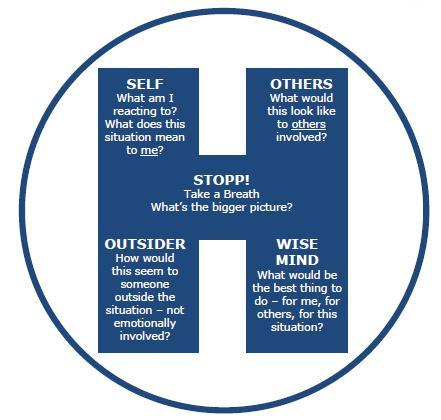 SELF
What am I
reacting to?
What does this
situation mean
to me?
OTHERS
What would
this look like
to others
involved?
STOPP!
Take a Breath
What's the bigger picture?
OUTSIDER
How would
this seem to
someone
outside the
situation – not
emotionally
involved?
WISE
MIND
What would be
the best thing to
do – for me, for
others, for this
situation?